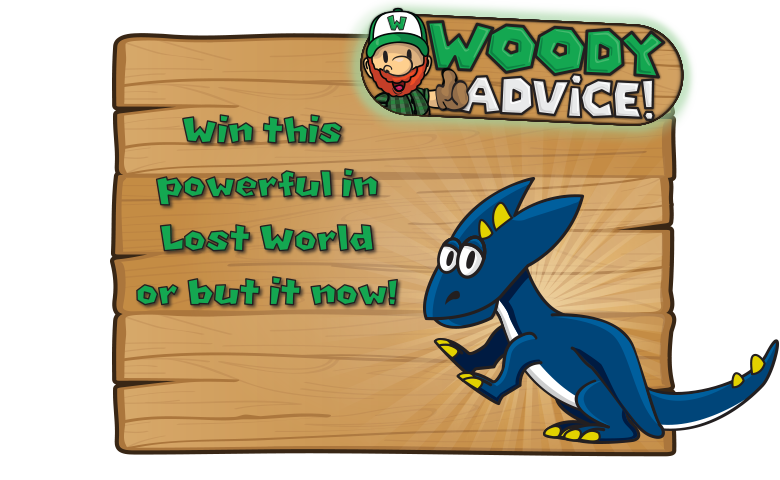 W
WOODY
ADViCE!
Win this
powerful in
Lost World
or but it now!